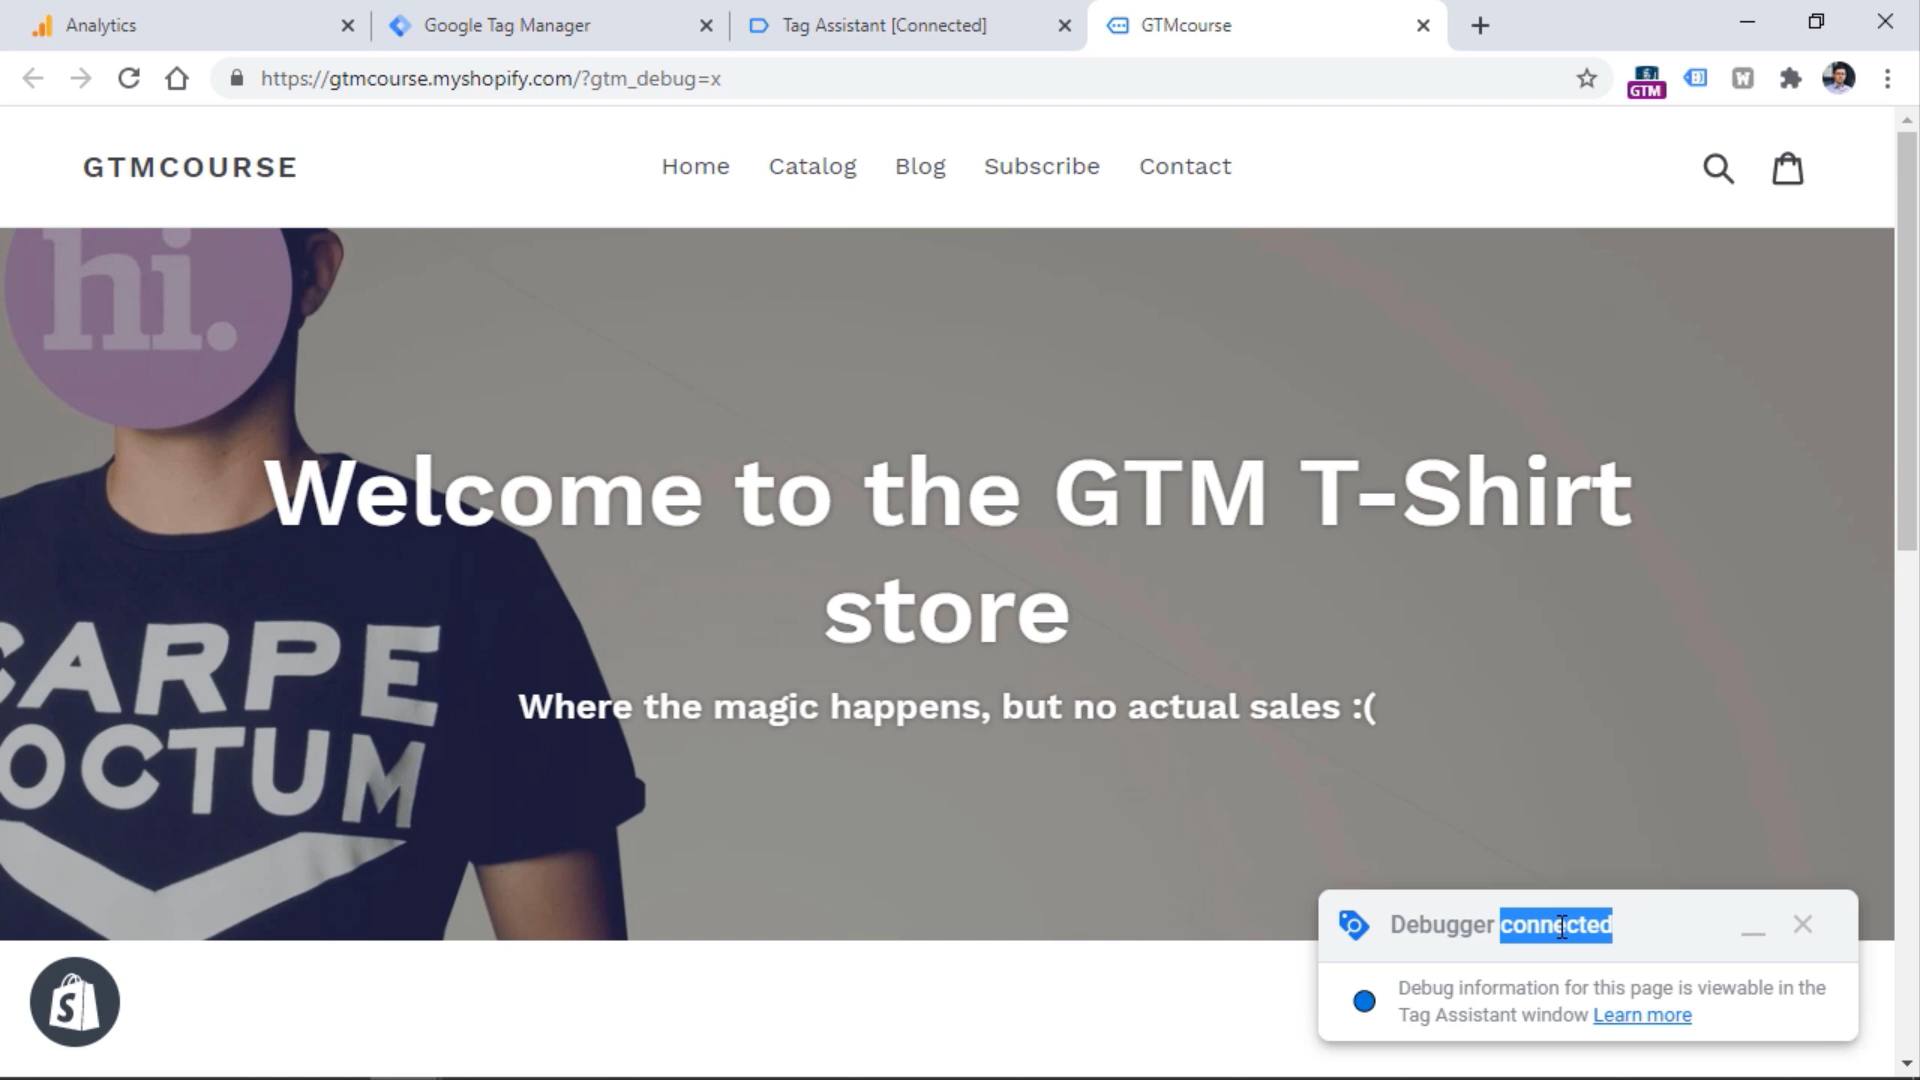 Analytics
Google Tag Manager
Tag Assistant [Connected]
GTMcourse
https://gtmcourse.myshopify.com/?gtm_debug=x
GTM
W
GTMCOURSE
Home
Catalog
Blog
Subscribe
Contact
hi.
Welcome to the GTM T-Shirt
store
Where the magic happens, but no actual sales :(
CARPE
OCTUM
Debugger connected
Debug information for this page is viewable in the
Tag Assistant window Learn more
S